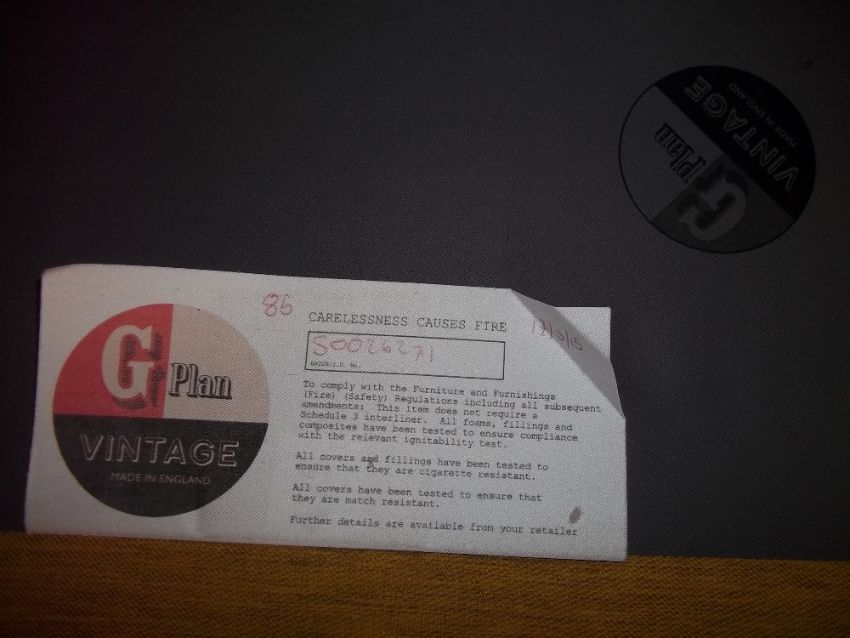 G Plan
VINTAGE
MADE IN ENGLAND
85
CARELESSNESS CAUSES FIRE
S0026271
BATCH/I.D. No.
To comply with the Furniture and Furnishings
(Fire) (Safety) Regulations including all subsequent
amendments: This item does not require a
Schedule 3 interliner. All foams, fillings and
composites have been tested to ensure compliance
with the relevant ignitability test.
All covers and fillings have been tested to
ensure that they are cigarette resistant.
All covers have been tested to ensure that
they are match resistant.
Further details are available from your retailer
G Plan
VINTAGE
MADE IN ENGLAND